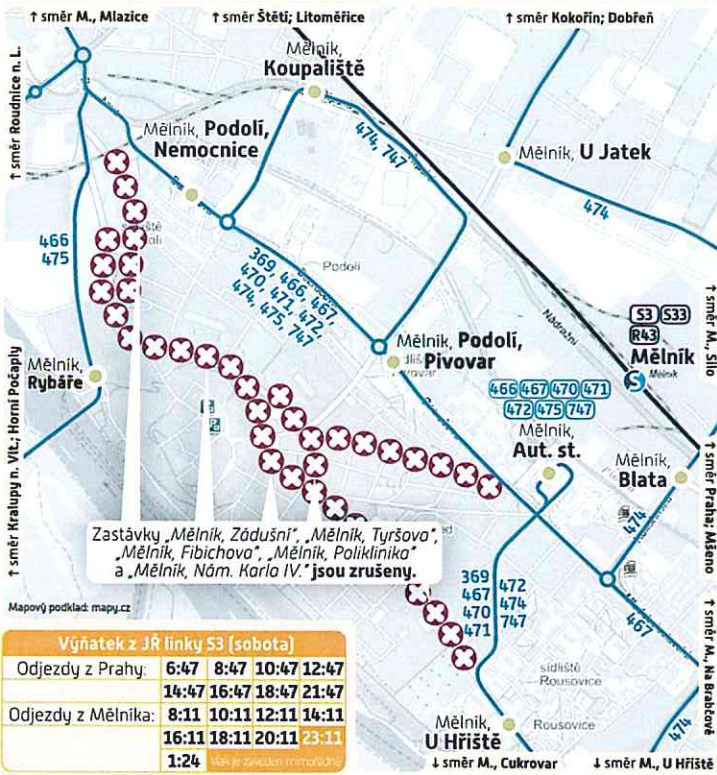 ↑ směr M., Mlazice
↑ směr Štětí; Litoměřice
↑ směr Kokořín; Dobřeň
↑ směr Roudnice n. L.
Mělník,
Koupaliště
Mělník, Podolí,
Nemocnice
474, 747
Mělník, U Jatek
474
466
475
Podolí
369, 466, 467,
470, 471, 472
474, 475, 747
Nádražní
S3 S33
R43
Mělník
Mělník
S
↑ směr M., Silo
Mělník, Podolí,
Pivovar
Mělník,
Rybáře
466 467 470 471
472 475 747
Mělník,
Aut. st.
Mělník,
Blata
474
↑ směr Kralupy n. Vlt.; Horní Počaply
↑ směr Praha; Mšeno
Zastávky „Mělník, Zádušní", „Mělník, Tyršova",
„Mělník, Fibichova", „Mělník, Poliklinika"
a „Mělník, Nám. Karla IV." jsou zrušeny.
Mapový podklad: mapy.cz
369
467
470
471
472
474
747
467
↑ směr M., Na Brabčově
sídliště
Rousovice
Mělník,
U Hřiště
Rousovice
474
↓ směr M., Cukrovar
↓ směr M., U Hřiště
Výňatek z JŘ linky S3 (sobota)
Odjezdy z Prahy: 6:47 8:47 10:47 12:47
14:47 16:47 18:47 21:47
Odjezdy z Mělníka: 8:11 10:11 12:11 14:11
16:11 18:11 20:11 23:11
1:24 vlak je zaveden mimořádně